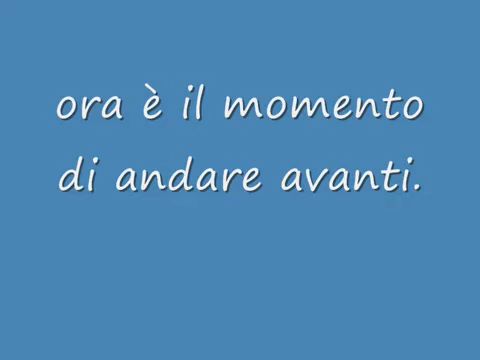 ora è il momento
di andare avanti.